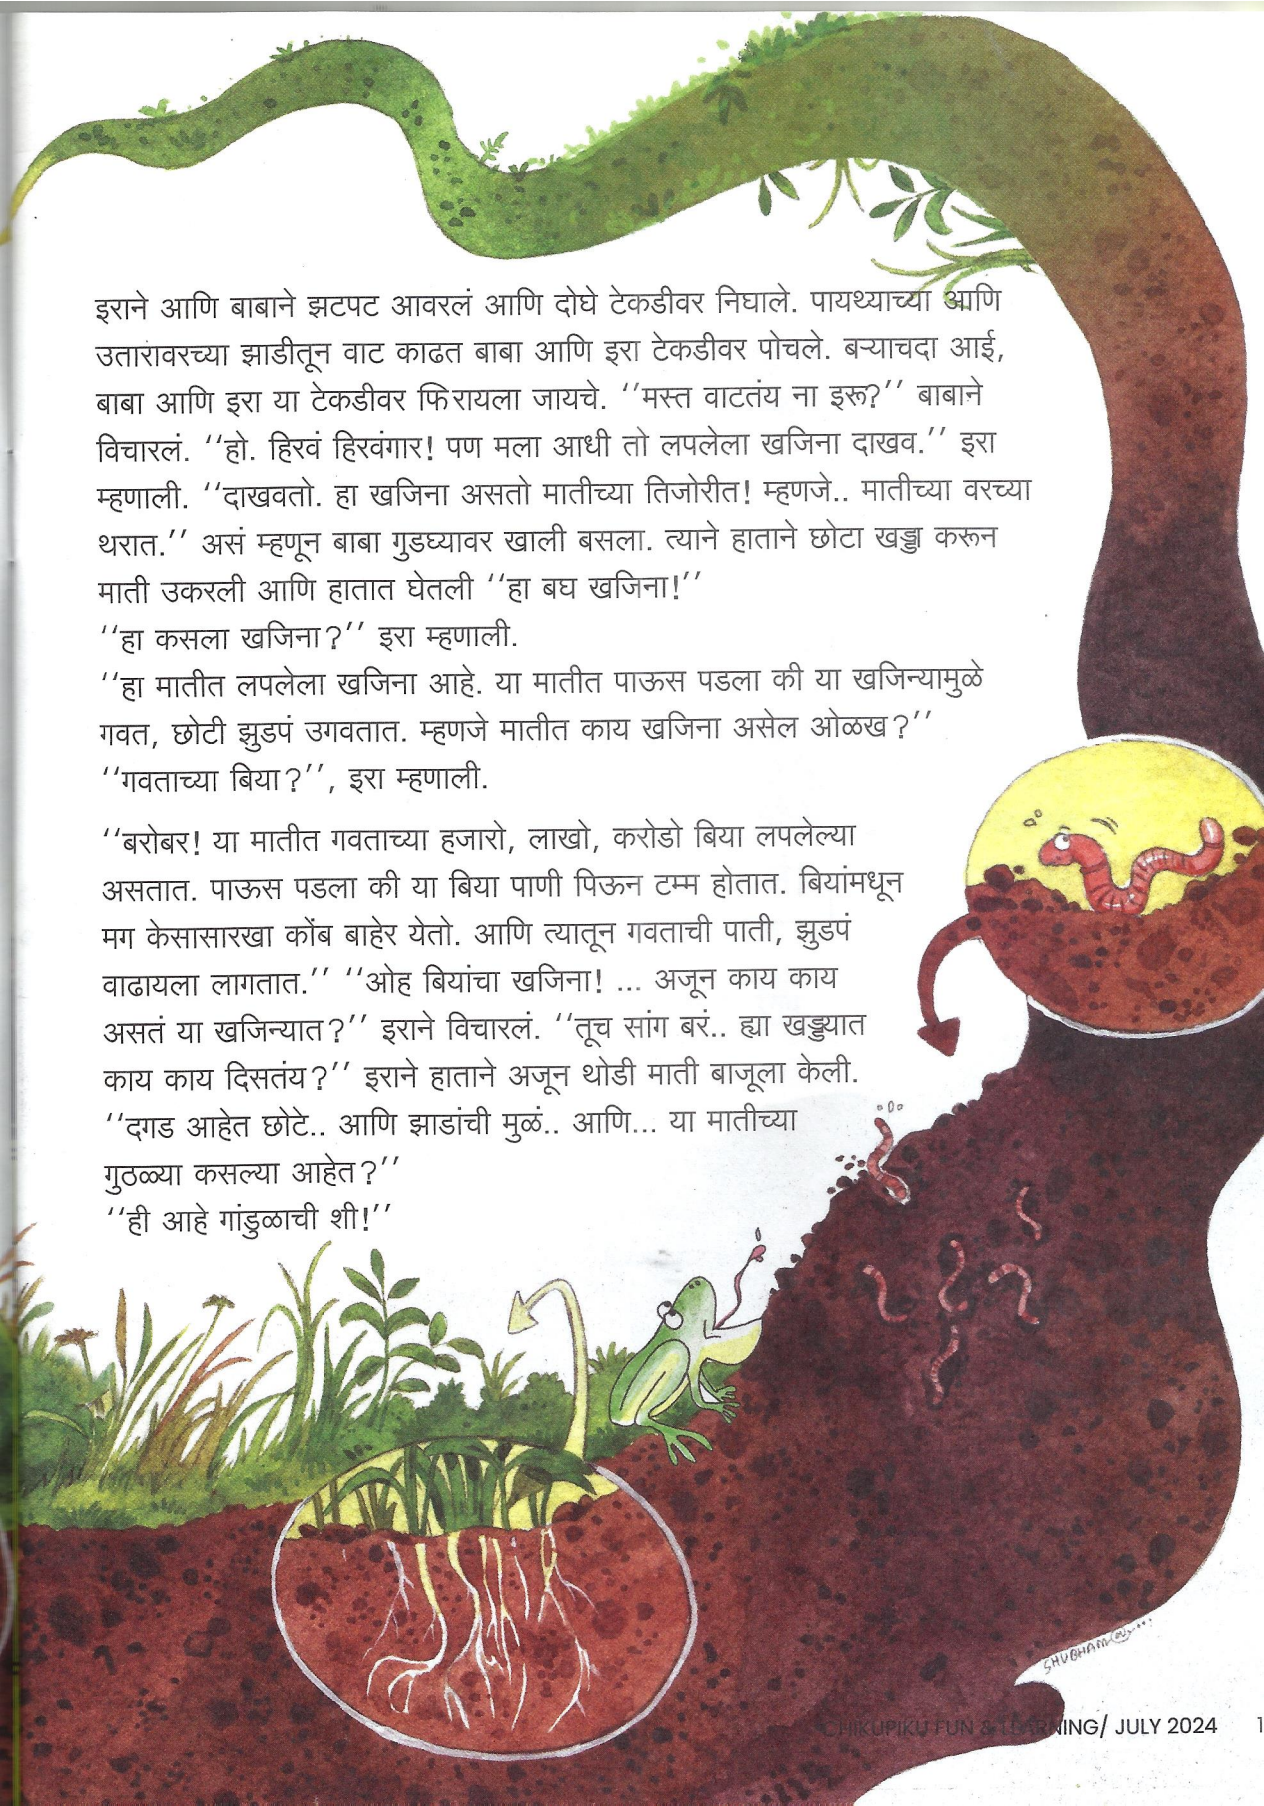 इराने आणि बाबाने झटपट आवरलं आणि दोघे टेकडीवर निघाले. पायथ्याच्या आणि
उतारावरच्या झाडीतून वाट काढत बाबा आणि इरा टेकडीवर पोचले. बऱ्याचदा आई,
बाबा आणि इरा या टेकडीवर फिरायला जायचे. ‘‘मस्त वाटतंय ना इरू?’’ बाबाने
विचारलं. ‘‘हो. हिरवं हिरवंगार! पण मला आधी तो लपलेला खजिना दाखव.’’ इरा
म्हणाली. ‘‘दाखवतो. हा खजिना असतो मातीच्या तिजोरीत! म्हणजे.. मातीच्या वरच्या
थरात.’’ असं म्हणून बाबा गुडघ्यावर खाली बसला. त्याने हाताने छोटा खड्डा करून
माती उकरली आणि हातात घेतली ‘‘हा बघ खजिना!’’
‘‘हा कसला खजिना?’’ इरा म्हणाली.
‘‘हा मातीत लपलेला खजिना आहे. या मातीत पाऊस पडला की या खजिन्यामुळे
गवत, छोटी झुडपं उगवतात. म्हणजे मातीत काय खजिना असेल ओळख?’’
‘‘गवताच्या बिया?’’, इरा म्हणाली.
‘‘बरोबर! या मातीत गवताच्या हजारो, लाखो, करोडो बिया लपलेल्या
असतात. पाऊस पडला की या बिया पाणी पिऊन टम्म होतात. बियांमधून
मग केसासारखा कोंब बाहेर येतो. आणि त्यातून गवताची पाती, झुडपं
वाढायला लागतात.’’ ‘‘ओह बियांचा खजिना! ... अजून काय काय
असतं या खजिन्यात?’’ इराने विचारलं. ‘‘तूच सांग बरं.. ह्या खड्ड्यात
काय काय दिसतंय?’’ इराने हाताने अजून थोडी माती बाजूला केली.
‘‘दगड आहेत छोटे.. आणि झाडांची मुळं.. आणि... या मातीच्या
गुठळ्या कसल्या आहेत?’’
‘‘ही आहे गांडुळाची शी!’’
SHUBHAM
CHIKUPIKU FUN & LEARNING/ JULY 2024 1